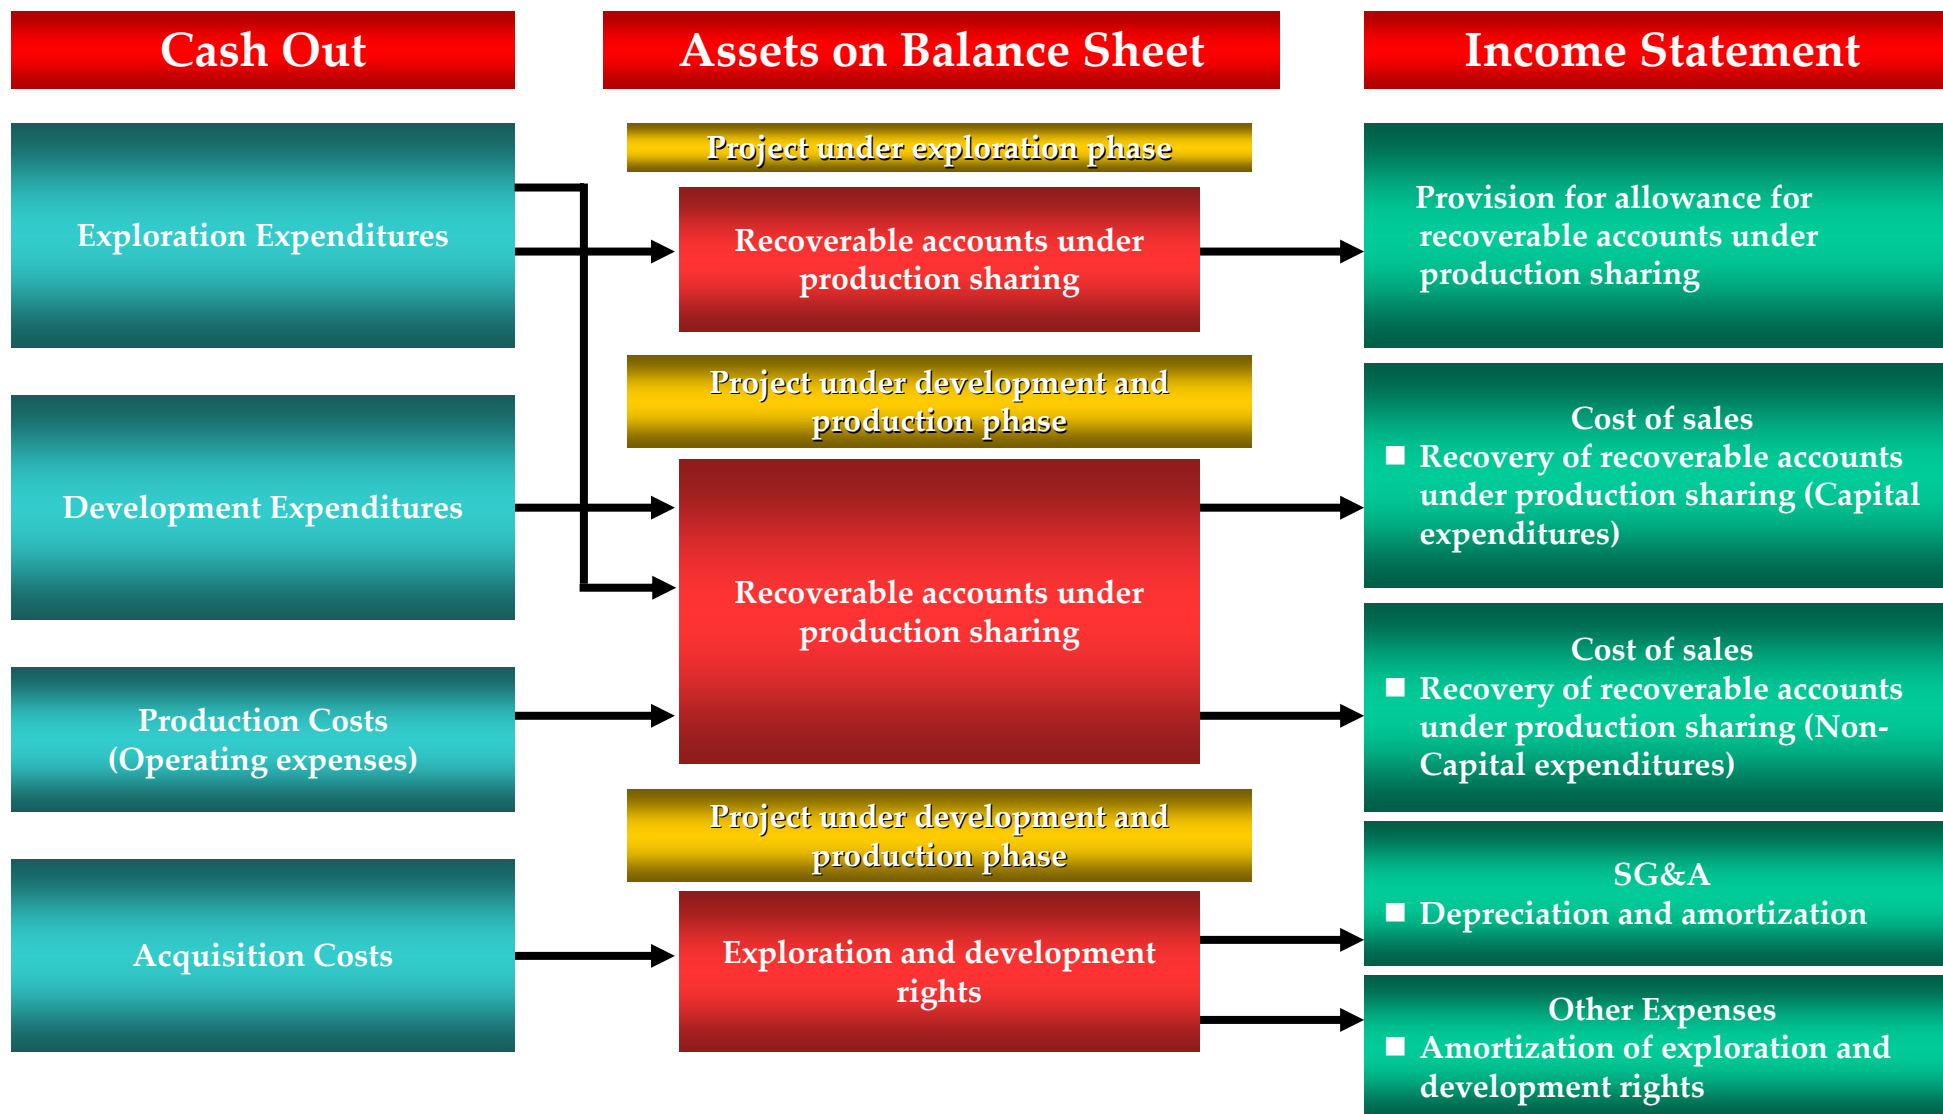 Cash Out
Assets on Balance Sheet
Income Statement
Exploration Expenditures
Development Expenditures
Production Costs
(Operating expenses)
Acquisition Costs
Project under exploration phase
Recoverable accounts under
production sharing
Project under development and
production phase
Recoverable accounts under
production sharing
Project under development and
production phase
Exploration and development
rights
Provision for allowance for
recoverable accounts under
production sharing
Cost of sales
■ Recovery of recoverable accounts
under production sharing (Capital
expenditures)
Cost of sales
■ Recovery of recoverable accounts
under production sharing (Non-
Capital expenditures)
SG&A
■ Depreciation and amortization
Other Expenses
■ Amortization of exploration and
development rights